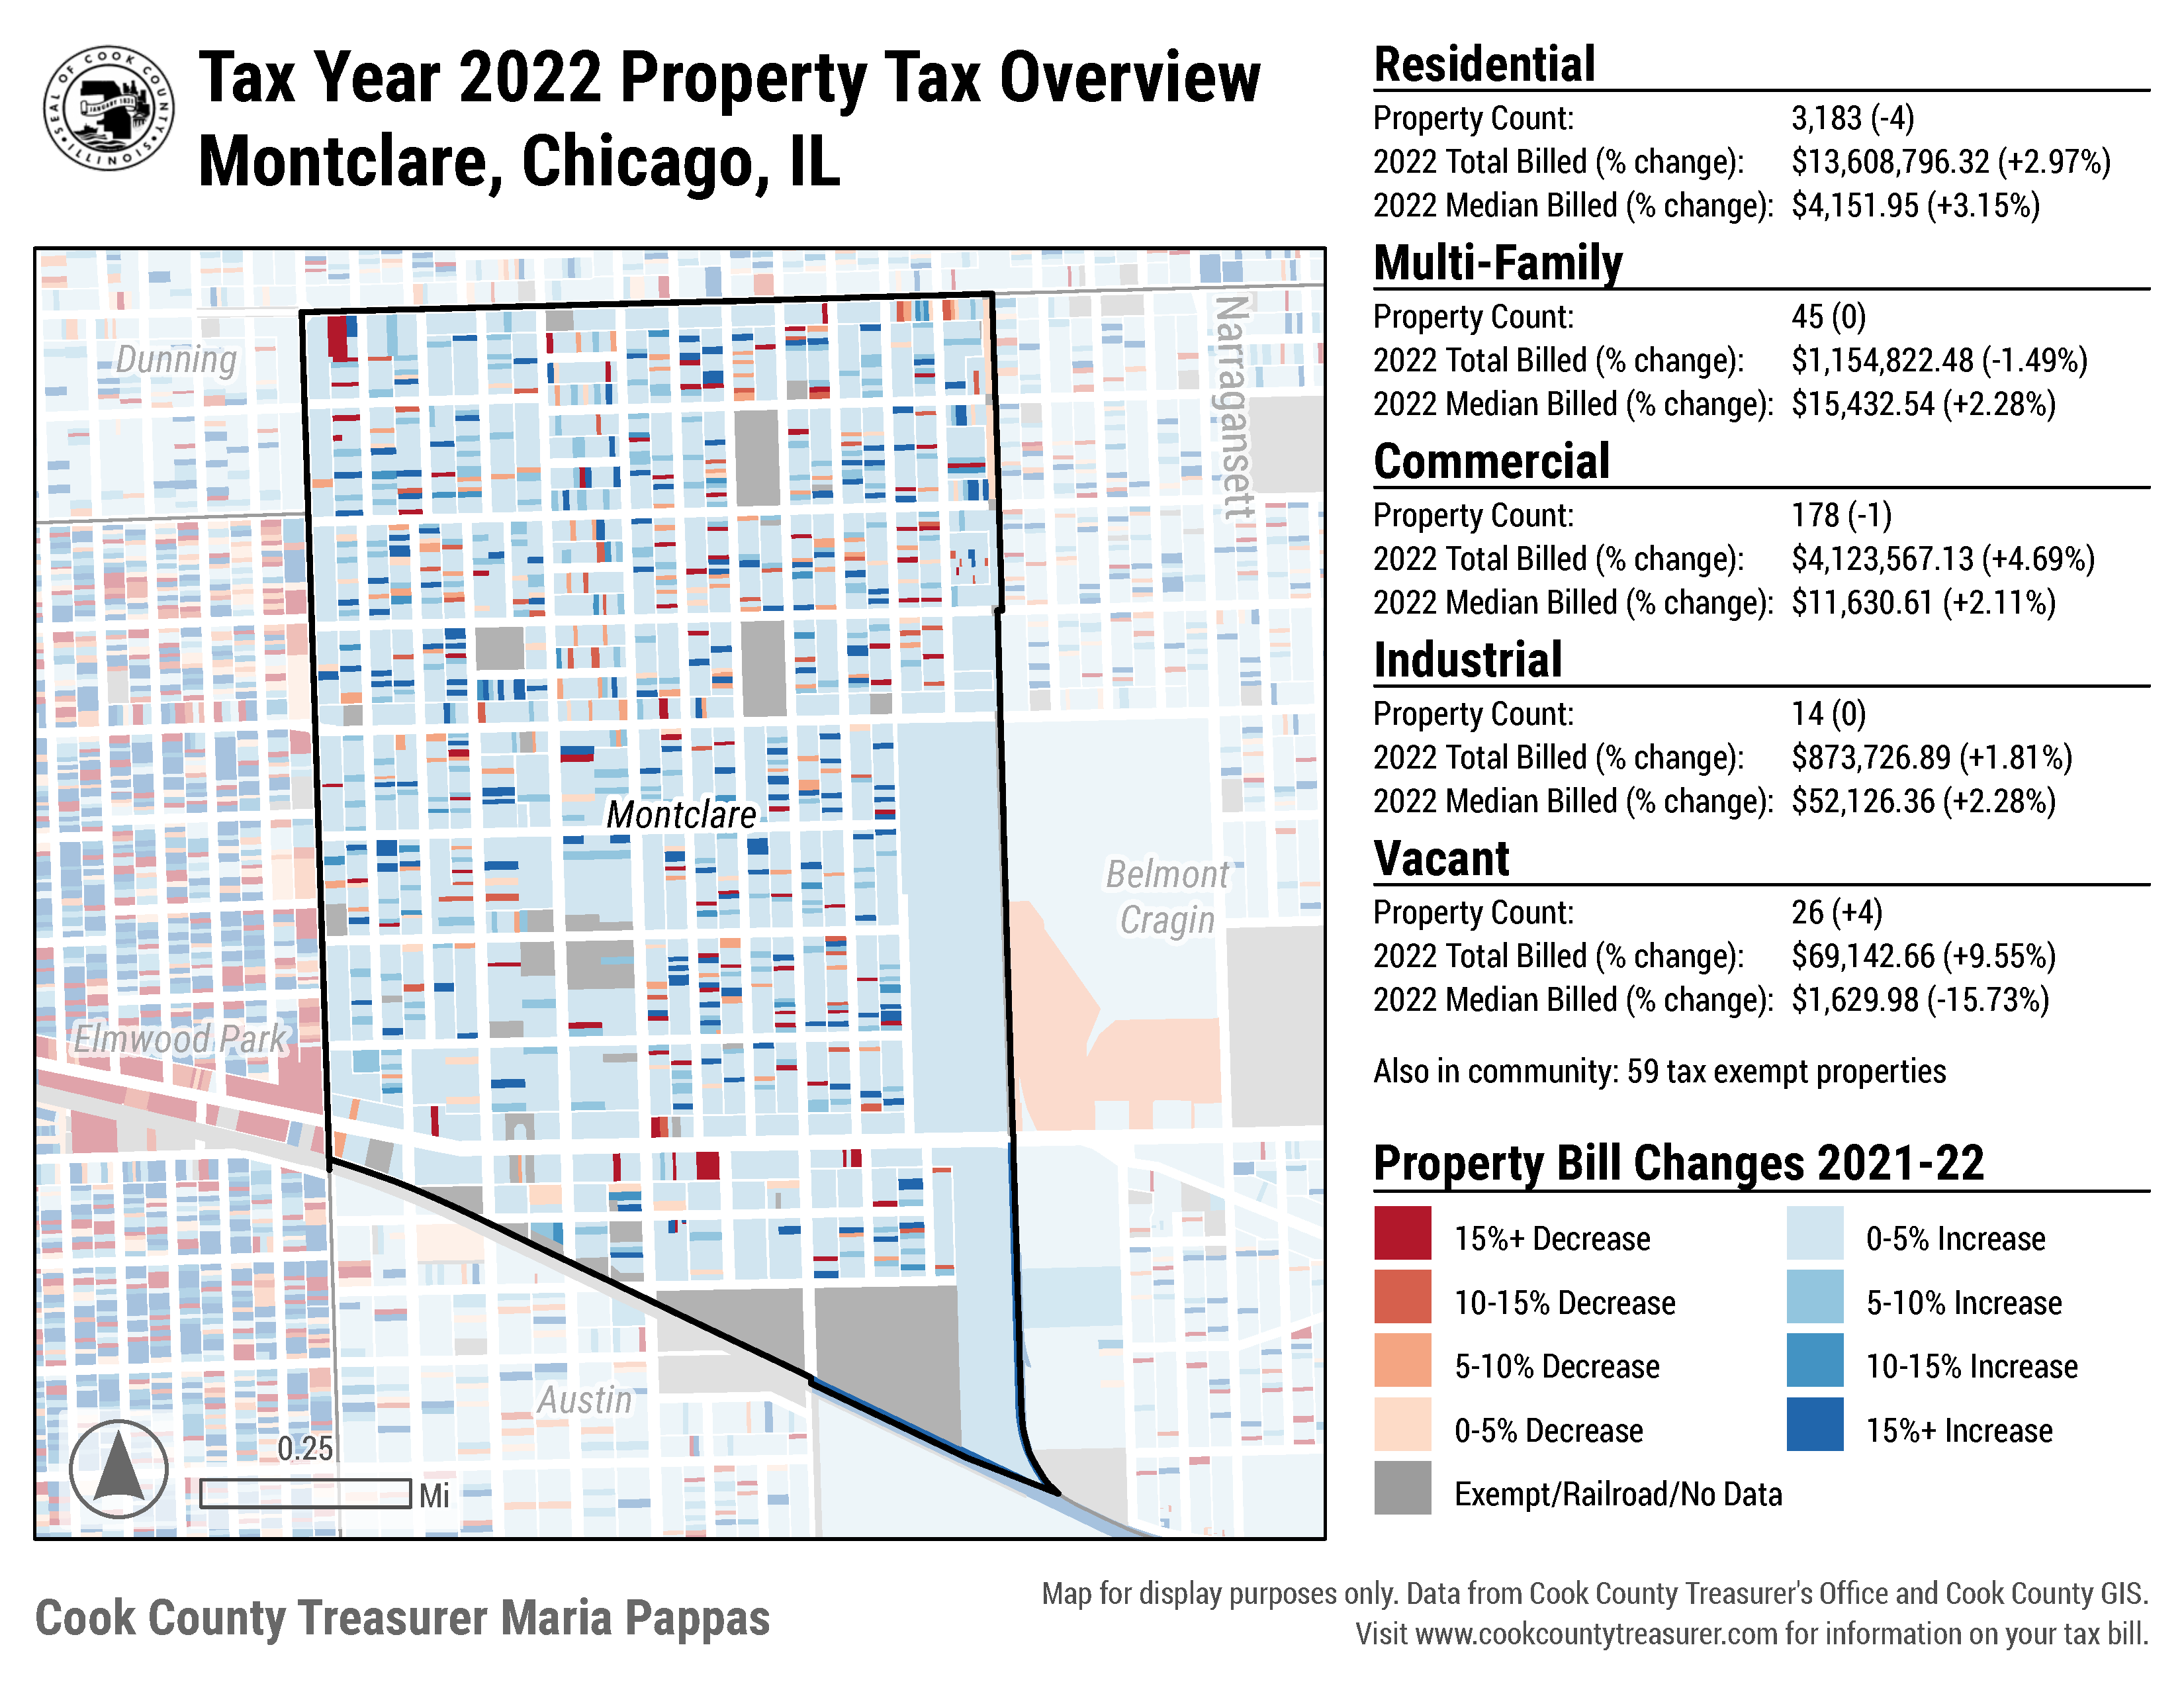 SEAL OF COOK COUNTY
JANUARY 1831
ILLINOIS
Tax Year 2022 Property Tax Overview
Montclare, Chicago, IL
Dunning
Narragansett
Montclare
Belmont
Cragin
Elmwood Park
Austin
0.25
Mi
Residential
Property Count: 3,183 (-4)
2022 Total Billed (% change): $13,608,796.32 (+2.97%)
2022 Median Billed (% change): $4,151.95 (+3.15%)
Multi-Family
Property Count: 45 (0)
2022 Total Billed (% change): $1,154,822.48 (-1.49%)
2022 Median Billed (% change): $15,432.54 (+2.28%)
Commercial
Property Count: 178 (-1)
2022 Total Billed (% change): $4,123,567.13 (+4.69%)
2022 Median Billed (% change): $11,630.61 (+2.11%)
Industrial
Property Count: 14 (0)
2022 Total Billed (% change): $873,726.89 (+1.81%)
2022 Median Billed (% change): $52,126.36 (+2.28%)
Vacant
Property Count: 26 (+4)
2022 Total Billed (% change): $69,142.66 (+9.55%)
2022 Median Billed (% change): $1,629.98 (-15.73%)
Also in community: 59 tax exempt properties
Property Bill Changes 2021-22
15%+ Decrease
10-15% Decrease
5-10% Decrease
0-5% Decrease
Exempt/Railroad/No Data
0-5% Increase
5-10% Increase
10-15% Increase
15%+ Increase
Cook County Treasurer Maria Pappas
Map for display purposes only. Data from Cook County Treasurer's Office and Cook County GIS.
Visit www.cookcountytreasurer.com for information on your tax bill.